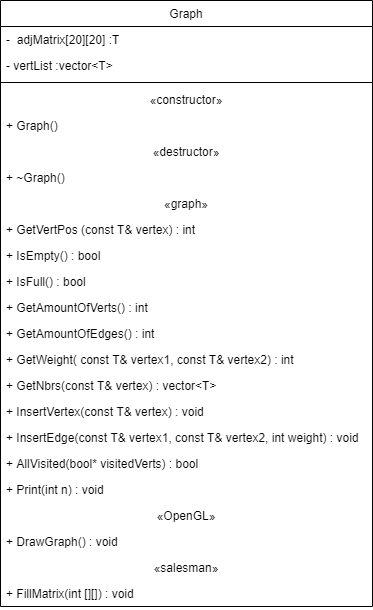 Graph
- adjMatrix[20][20] :T
- vertList :vector<T>
«constructor»
+ Graph()
«destructor»
+ ~Graph()
«graph»
+ GetVertPos (const T& vertex) : int
+ IsEmpty() : bool
+ IsFull() : bool
+ GetAmountOfVerts() : int
+ GetAmountOfEdges() : int
+ GetWeight( const T& vertex1, const T& vertex2) : int
+ GetNbrs(const T& vertex) : vector<T>
+ InsertVertex(const T& vertex) : void
+ InsertEdge(const T& vertex1, const T& vertex2, int weight) : void
+ AllVisited(bool* visitedVerts) : bool
+ Print(int n) : void
«OpenGL»
+ DrawGraph() : void
«salesman»
+ FillMatrix(int [][]) : void